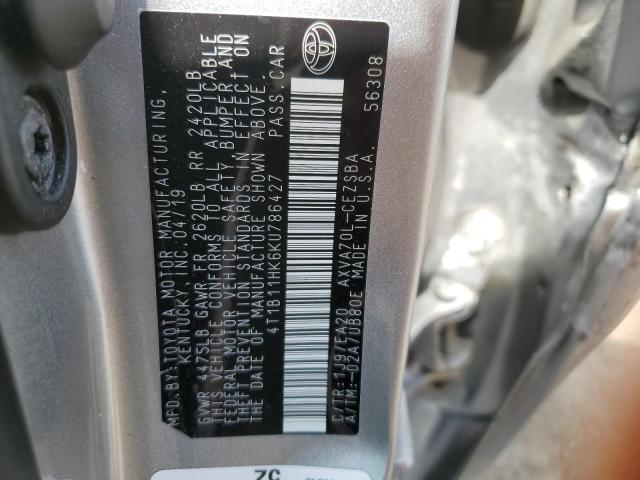 MFD.BY:TOYOTA MOTOR MANUFACTURING,
KENTUCKY, INC. 04/19
GVWR 4475LB GAWR FR 2620LB RR 2420LB
THIS VEHICLE CONFORMS TO ALL APPLICABLE
FEDERAL MOTOR VEHICLE SAFETY, BUMPER, AND
THEFT PREVENTION STANDARDS IN EFFECT ON
THE DATE OF MANUFACTURE SHOWN ABOVE.
4T1B11HK6KU786427 PASS.CAR
C/TR:1J9/EA20 AXVA70L-CEZSBA
A/TM:-02A/UB80E MADE IN U.S.A.
56308
ZC